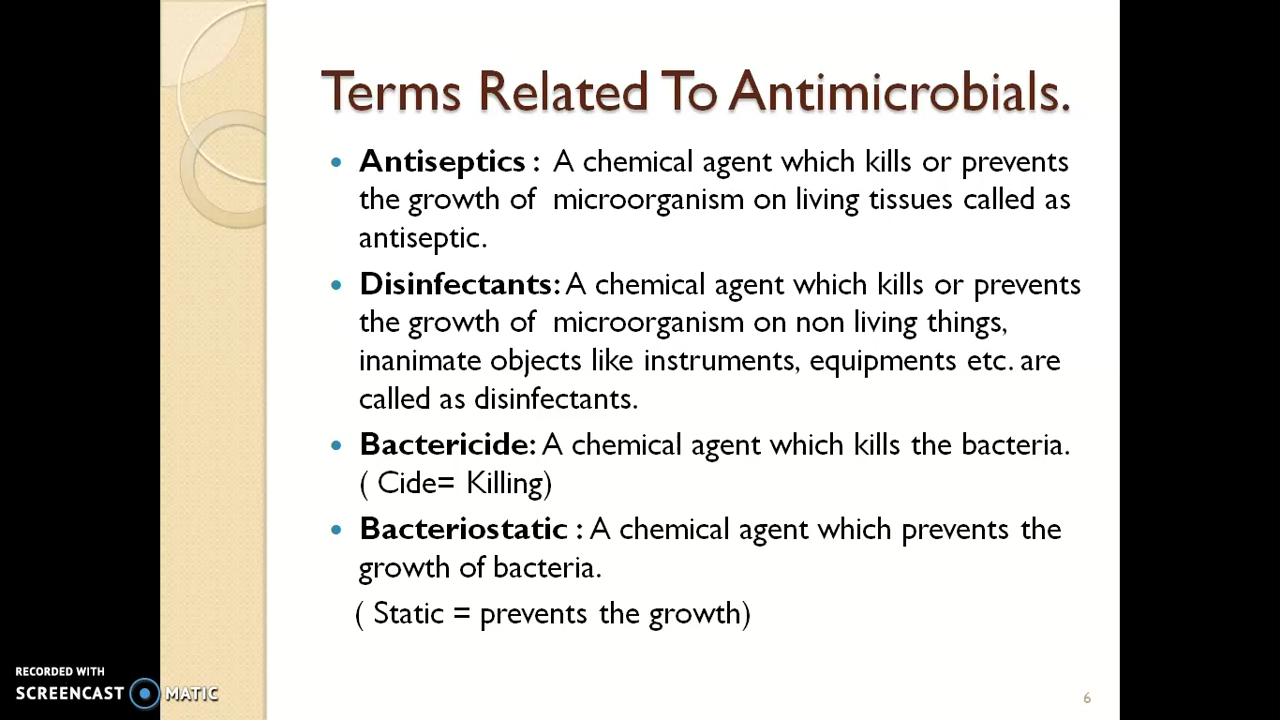 Terms Related To Antimicrobials.
• Antiseptics : A chemical agent which kills or prevents
the growth of microorganism on living tissues called as
antiseptic.
• Disinfectants: A chemical agent which kills or prevents
the growth of microorganism on non living things,
inanimate objects like instruments, equipments etc. are
called as disinfectants.
• Bactericide: A chemical agent which kills the bacteria.
( Cide= Killing)
• Bacteriostatic : A chemical agent which prevents the
growth of bacteria.
( Static = prevents the growth)
RECORDED WITH
SCREENCAST MATIC
6